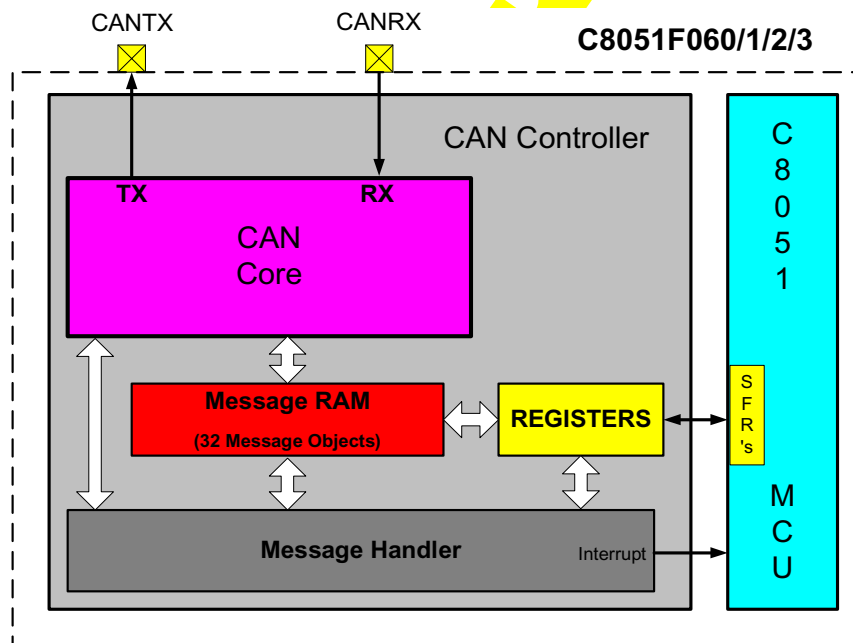 CANTX
CANRX
C8051F060/1/2/3
CAN Controller
TX
RX
CAN
Core
C
8
0
5
1
Message RAM
(32 Message Objects)
REGISTERS
S
F
R
's
Message Handler
Interrupt
M
C
U